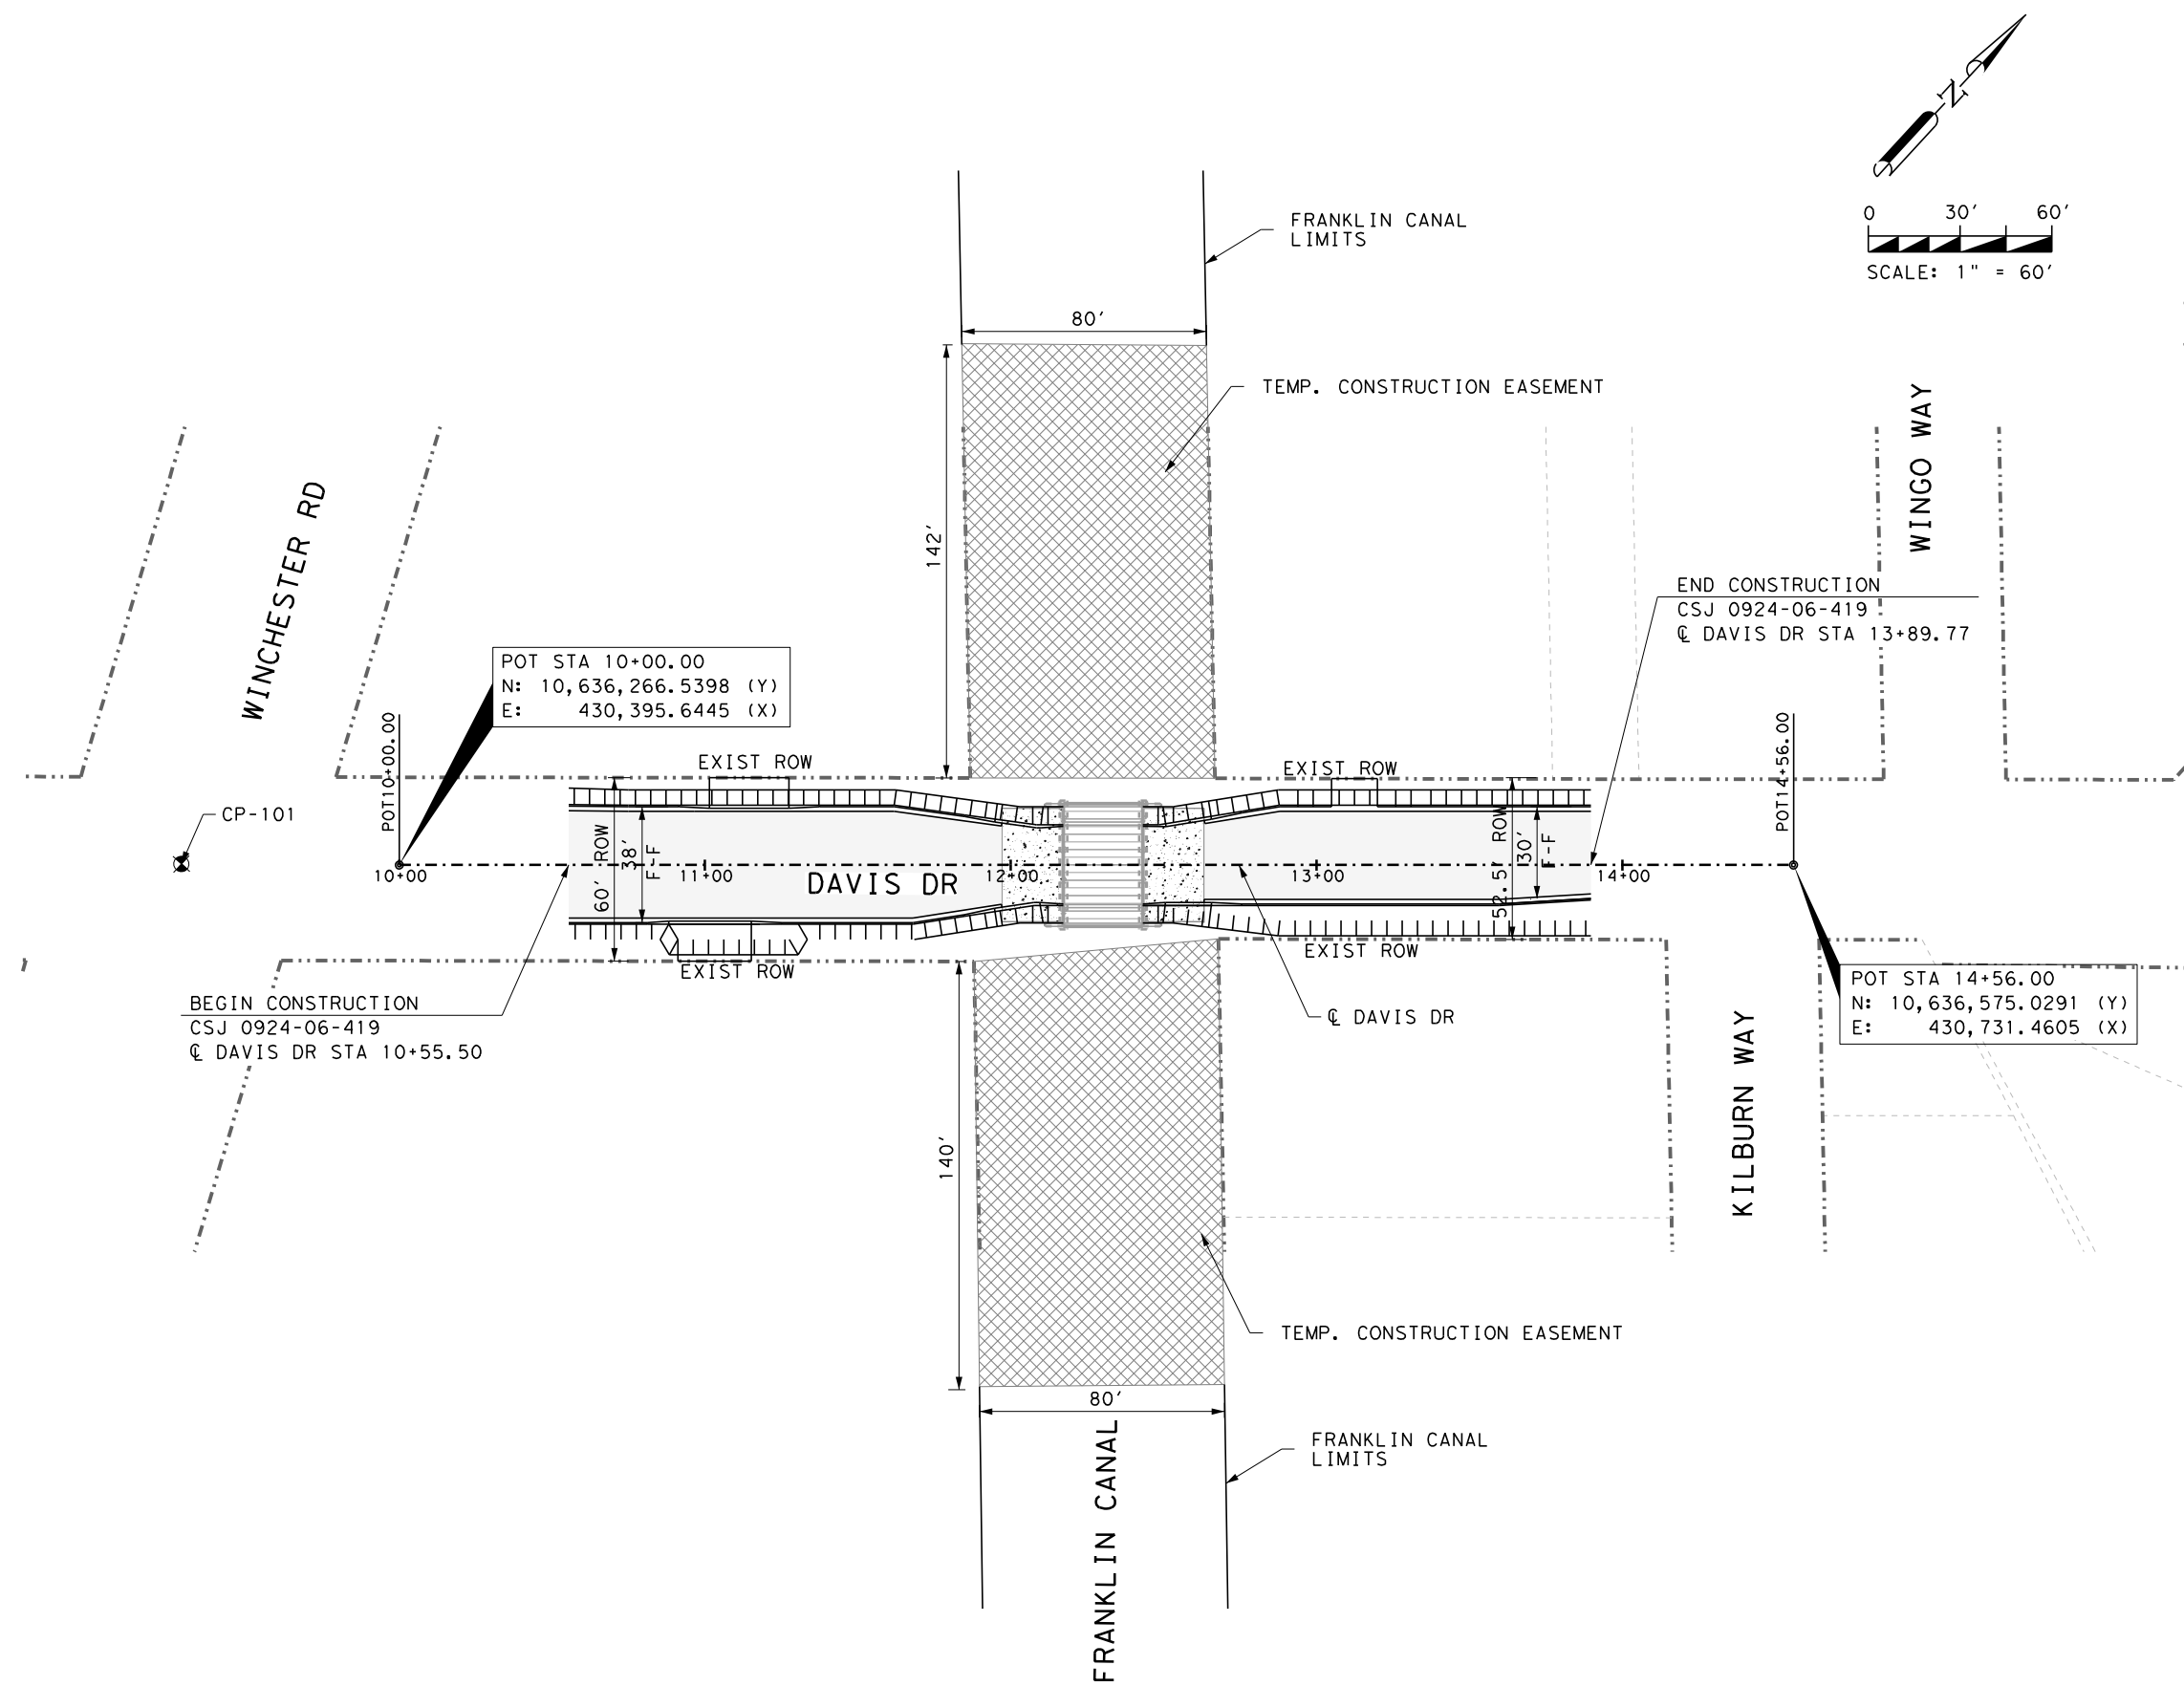 N
0 30' 60'
SCALE: 1" = 60'
FRANKLIN CANAL
LIMITS
80'
TEMP. CONSTRUCTION EASEMENT
142'
WINCHESTER RD
WINGO WAY
END CONSTRUCTION
CSJ 0924-06-419
℄ DAVIS DR STA 13+89.77
POT STA 10+00.00
N: 10,636,266.5398 (Y)
E: 430,395.6445 (X)
POT10+00.00
POT14+56.00
EXIST ROW
EXIST ROW
CP-101
60' ROW
38'
F-F
52.5' ROW
30'
F-F
10+00
11+00
DAVIS DR
12+00
13+00
14+00
EXIST ROW
EXIST ROW
BEGIN CONSTRUCTION
CSJ 0924-06-419
℄ DAVIS DR STA 10+55.50
℄ DAVIS DR
POT STA 14+56.00
N: 10,636,575.0291 (Y)
E: 430,731.4605 (X)
KILBURN WAY
140'
TEMP. CONSTRUCTION EASEMENT
80'
FRANKLIN CANAL
FRANKLIN CANAL
LIMITS